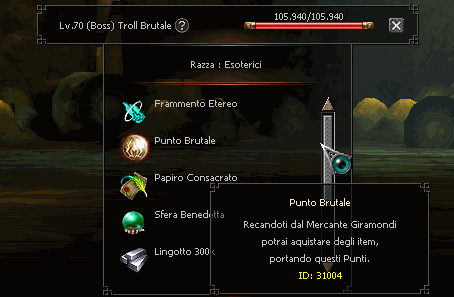 105.940/105.940
Lv.70 (Boss) Troll Brutale ?
Razza : Esoterici
Frammento Etereo
Punto Brutale
Papiro Consacrato
Sfera Benedetta
Lingotto 300k
Punto Brutale
Recandoti dal Mercante Giramondi
potrai aquistare degli item,
portando questi Punti.
ID: 31004